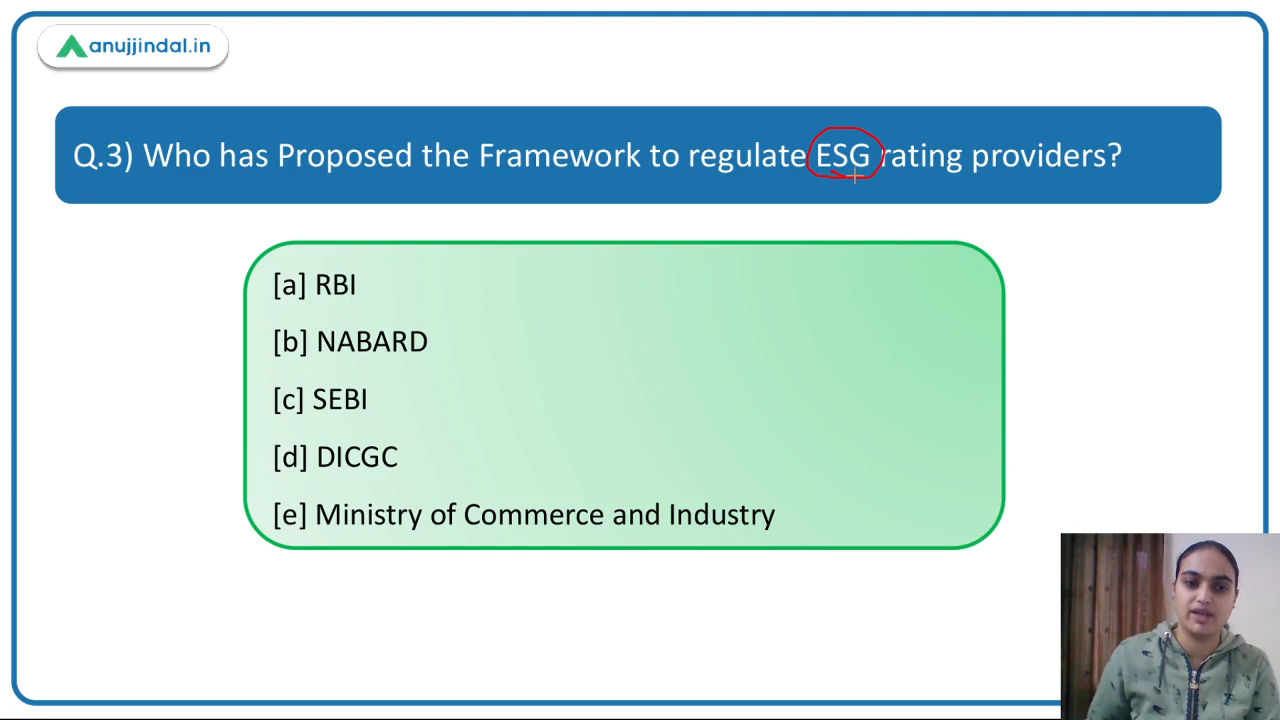 anujjindal.in
Q.3) Who has Proposed the Framework to regulate ESG rating providers?
[a] RBI
[b] NABARD
[c] SEBI
[d] DICGC
[e] Ministry of Commerce and Industry